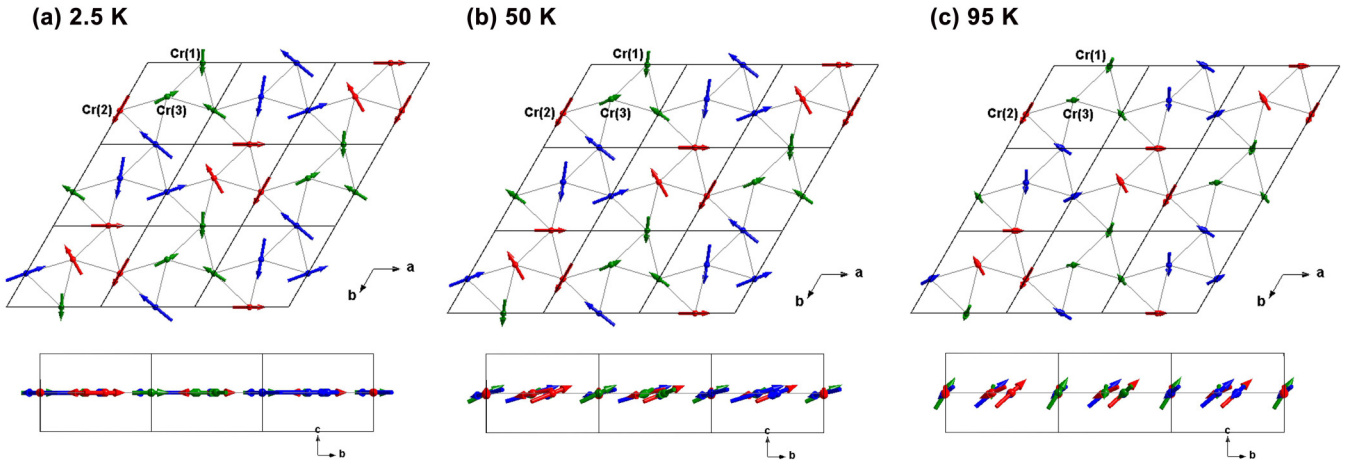 (a) 2.5 K
(b) 50 K
(c) 95 K
Cr(1)
Cr(2)
Cr(3)
a
b
c
b
Cr(1)
Cr(2)
Cr(3)
a
b
c
b
Cr(1)
Cr(2)
Cr(3)
a
b
c
b